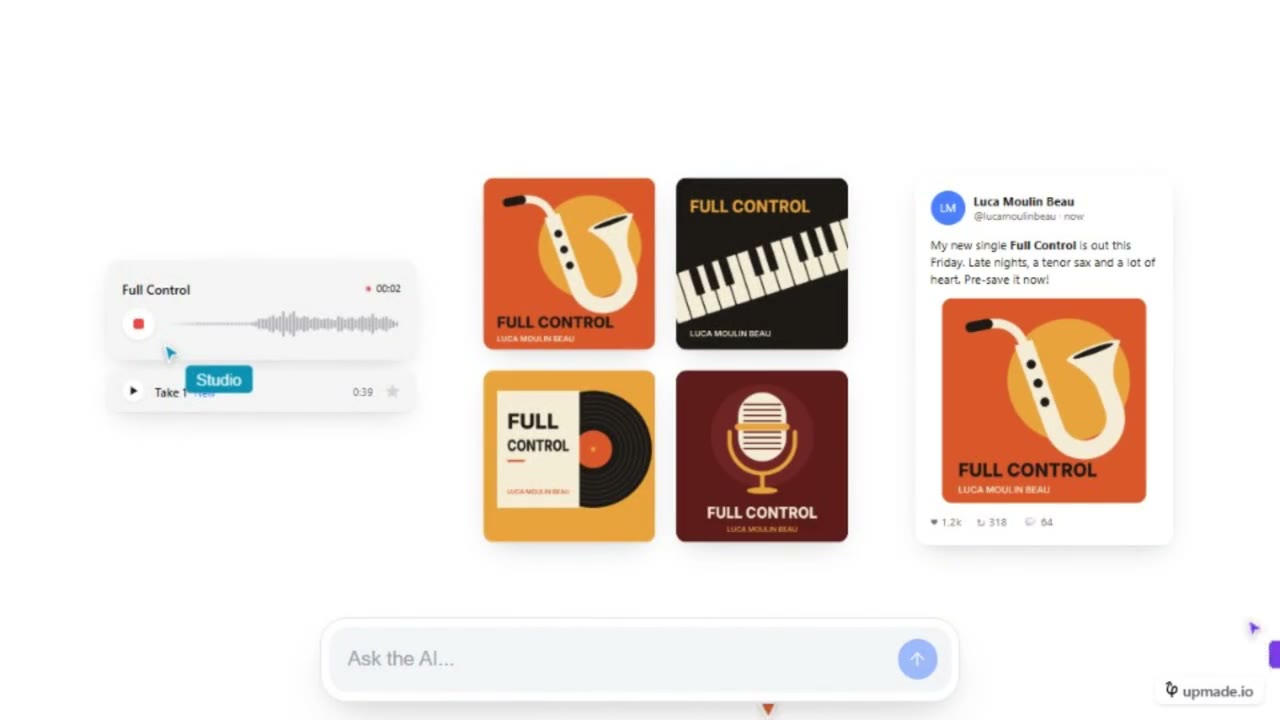 Full Control
00:02
Studio
Take 1
0:39
FULL CONTROL
LUCA MOULIN BEAU
FULL CONTROL
LUCA MOULIN BEAU
FULL
CONTROL
LUCA MOULIN BEAU
FULL CONTROL
LUCA MOULIN BEAU
LM
Luca Moulin Beau
@lucamoulinbeau · now
My new single Full Control is out this
Friday. Late nights, a tenor sax and a lot of
heart. Pre-save it now!
FULL CONTROL
LUCA MOULIN BEAU
1.2k 318 64
Ask the AI...
upmade.io